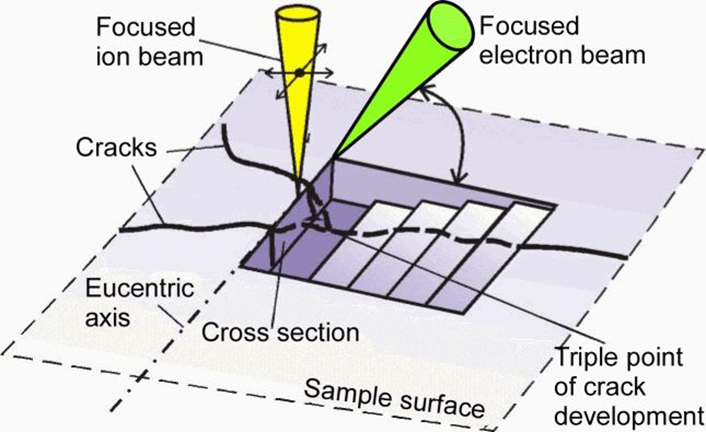 Focused
ion beam
Focused
electron beam
Cracks
Eucentric
axis
Cross section
Triple point
of crack
development
Sample surface